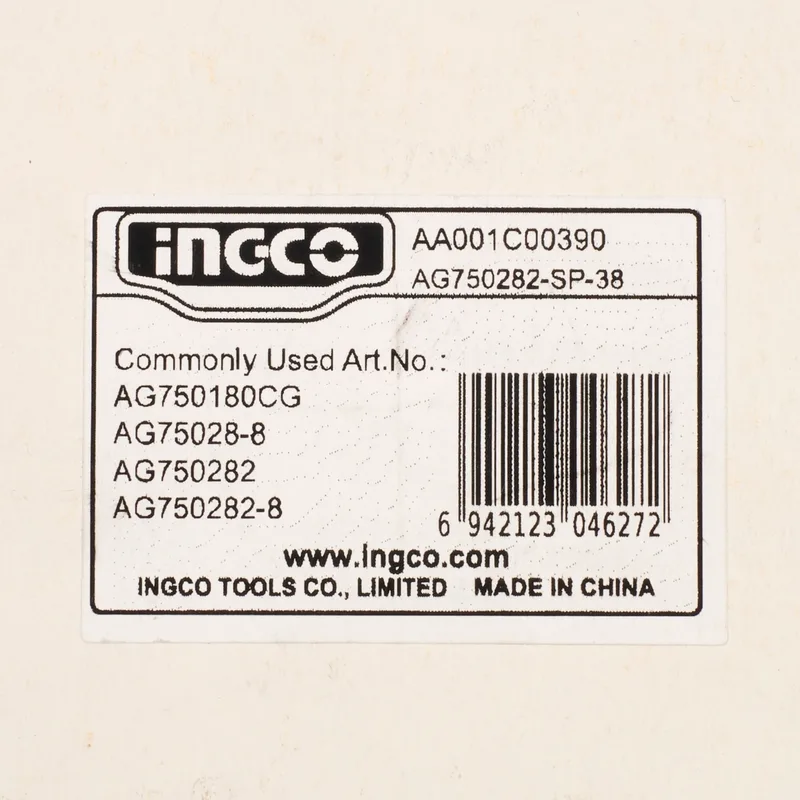 INGCO
AA001C00390
AG750282-SP-38
Commonly Used Art.No.:
AG750180CG
AG75028-8
AG750282
AG750282-8
6 942123 046272
www.Ingco.com
INGCO TOOLS CO., LIMITED MADE IN CHINA